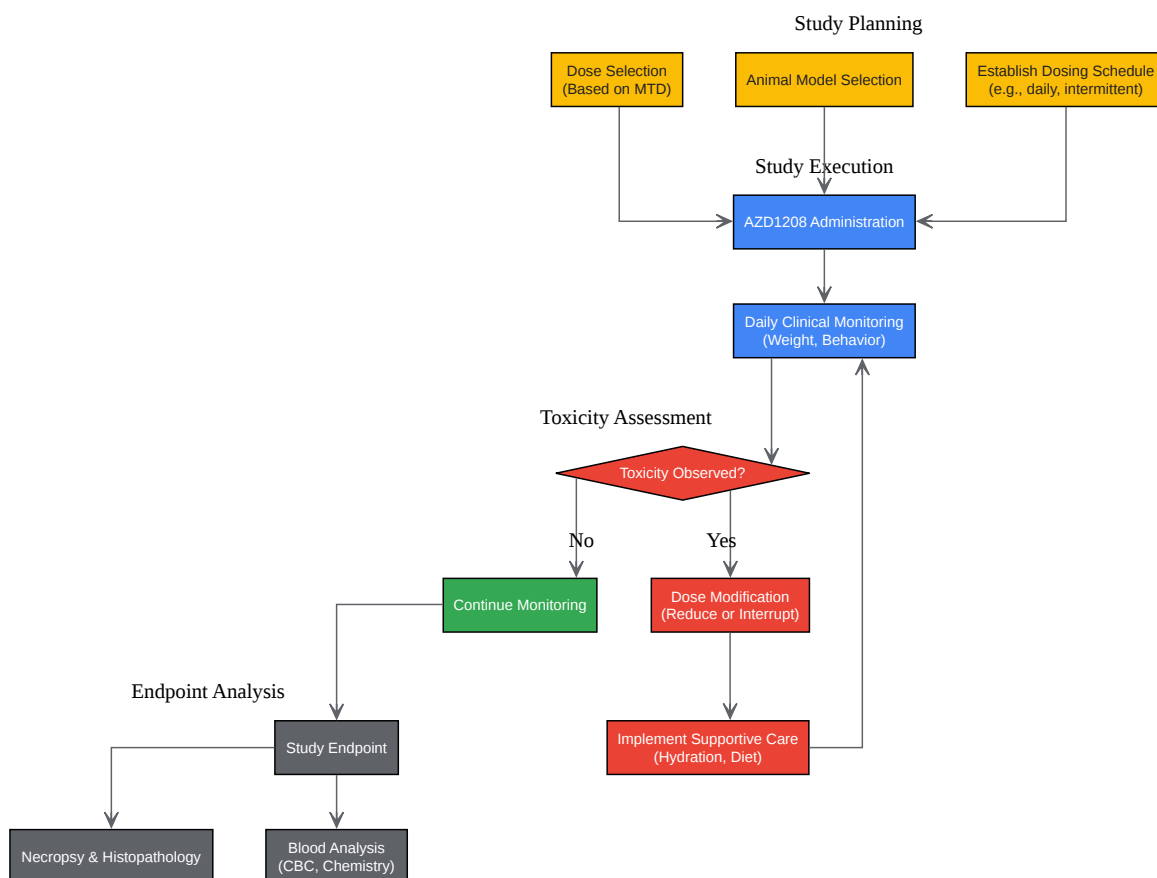 Study Planning
Dose Selection
(Based on MTD)
Animal Model Selection
Establish Dosing Schedule
(e.g., daily, intermittent)
Study Execution
AZD1208 Administration
Daily Clinical Monitoring
(Weight, Behavior)
Toxicity Assessment
Toxicity Observed?
No
Yes
Continue Monitoring
Dose Modification
(Reduce or Interrupt)
Endpoint Analysis
Study Endpoint
Implement Supportive Care
(Hydration, Diet)
Necropsy & Histopathology
Blood Analysis
(CBC, Chemistry)